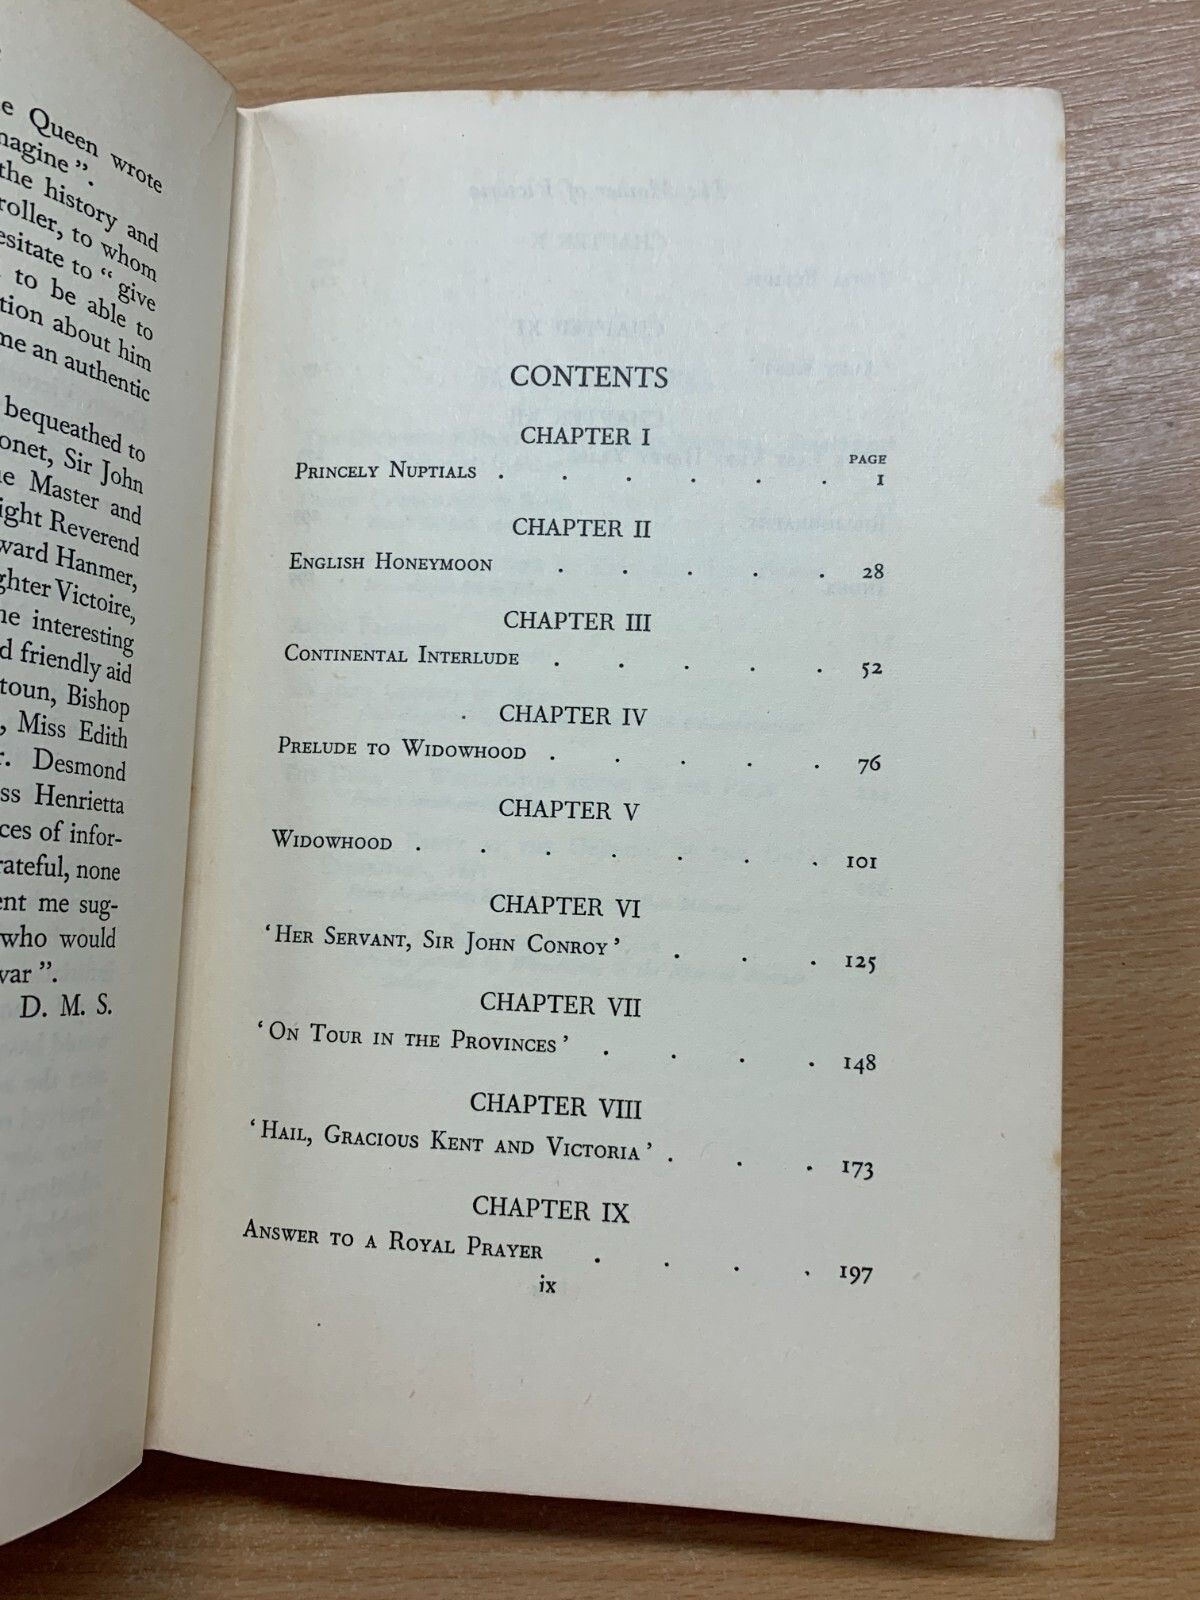 e Queen wrote
magine ”.
the history and
roller, to whom
esitate to “ give
to be able to
tion about him
me an authentic
bequeathed to
onet, Sir John
e Master and
ight Reverend
ward Hanmer,
ghter Victoire,
ne interesting
d friendly aid
toun, Bishop
, Miss Edith
r. Desmond
ss Henrietta
ces of infor-
rateful, none
ent me sug-
who would
war ”.
D. M. S.
CONTENTS
CHAPTER I
PAGE
Princely Nuptials . . . . . . 1
CHAPTER II
English Honeymoon . . . . . 28
CHAPTER III
Continental Interlude . . . . . 52
CHAPTER IV
Prelude to Widowhood . . . . . 76
CHAPTER V
Widowhood . . . . . . . 101
CHAPTER VI
‘Her Servant, Sir John Conroy’ . . . 125
CHAPTER VII
‘On Tour in the Provinces’ . . . . 148
CHAPTER VIII
‘Hail, Gracious Kent and Victoria’ . . . 173
CHAPTER IX
Answer to a Royal Prayer . . . . 197
ix